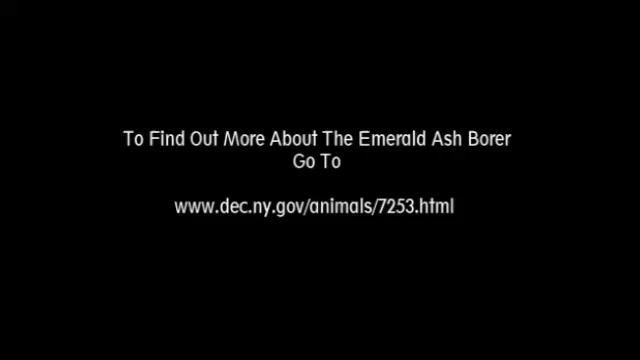 To Find Out More About The Emerald Ash Borer
Go To
www.dec.ny.gov/animals/7253.html